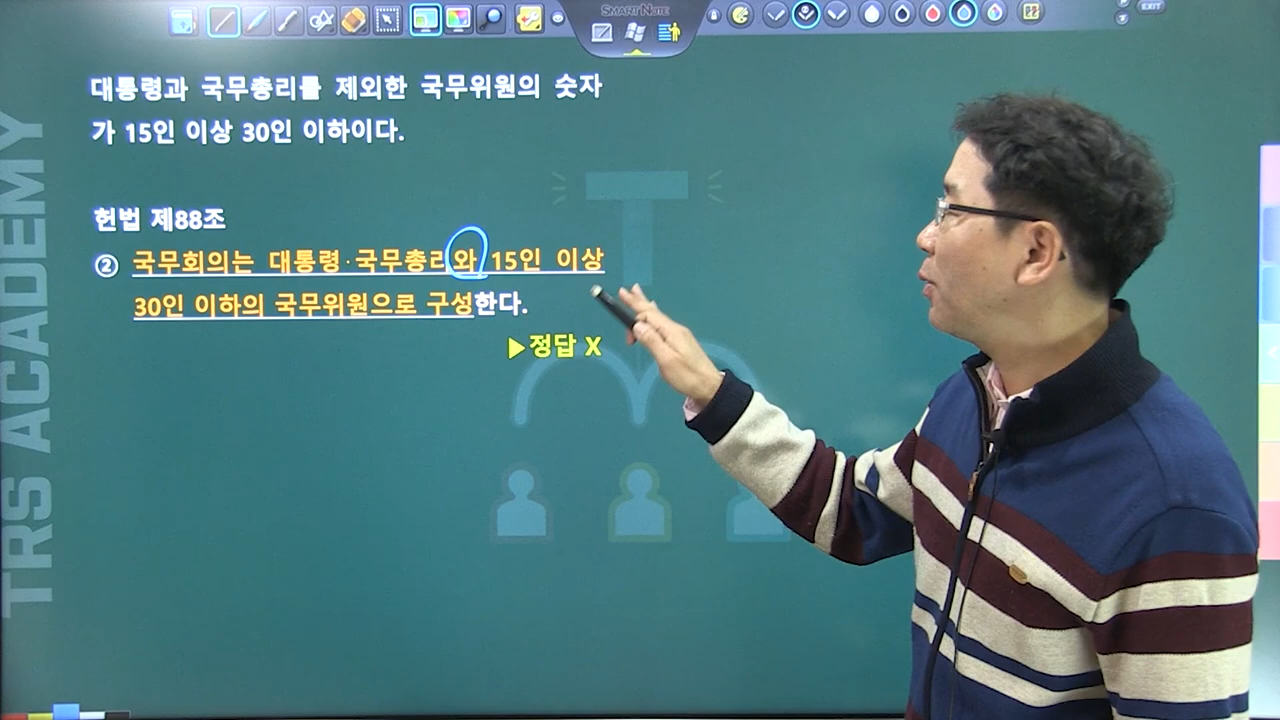 SMARTNOTE
EXIT
대통령과 국무총리를 제외한 국무위원의 숫자
가 15인 이상 30인 이하이다.
헌법 제88조
② 국무회의는 대통령·국무총리와 15인 이상
30인 이하의 국무위원으로 구성한다.
▶정답 X
TRS ACADEMY